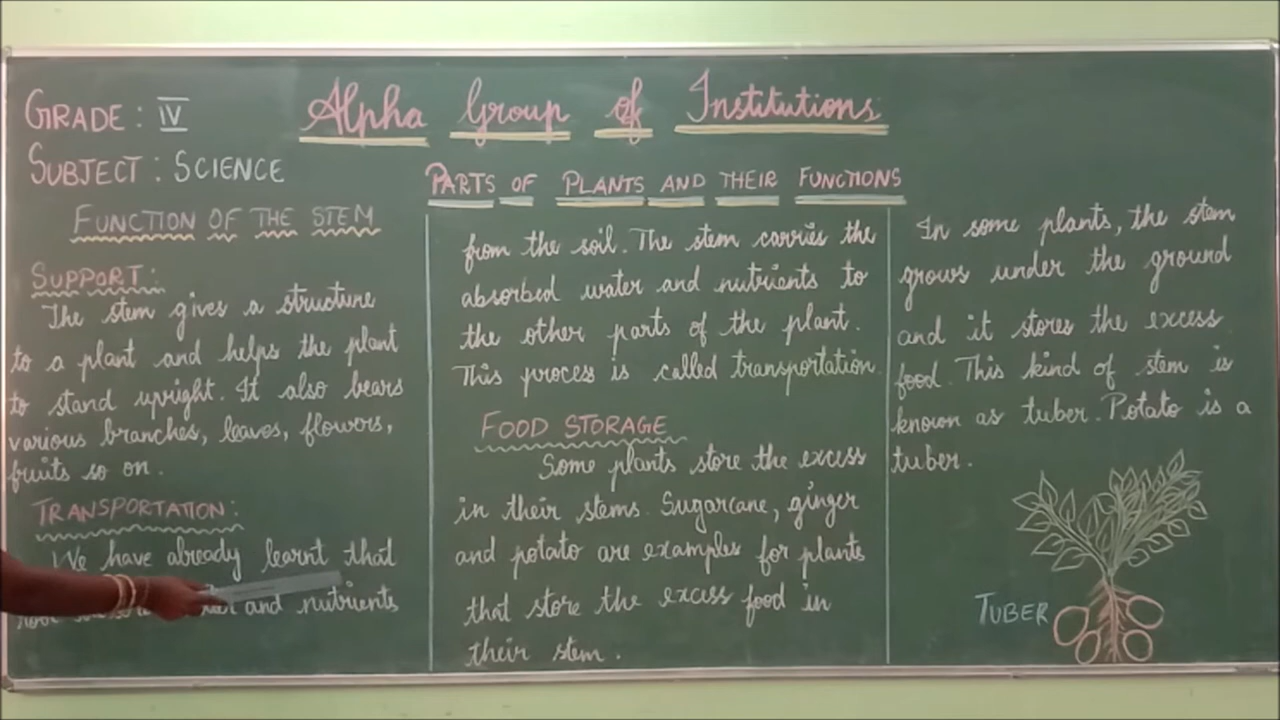 GRADE : IV
Alpha Group of Institutions
SUBJECT : SCIENCE
PARTS OF PLANTS AND THEIR FUNCTIONS
FUNCTION OF THE STEM
SUPPORT :
The stem gives a structure
to a plant and helps the plant
to stand upright. It also bears
various branches, leaves, flowers,
fruits so on.
TRANSPORTATION :
We have already learnt that
and nutrients
from the soil. The stem carries the
absorbed water and nutrients to
the other parts of the plant.
This process is called transportation.
FOOD STORAGE
Some plants store the excess
in their stems. Sugarcane, ginger
and potato are examples for plants
that store the excess food in
their stem.
In some plants, the stem
grows under the ground
and it stores the excess
food. This kind of stem is
known as tuber. Potato is a
tuber.
TUBER